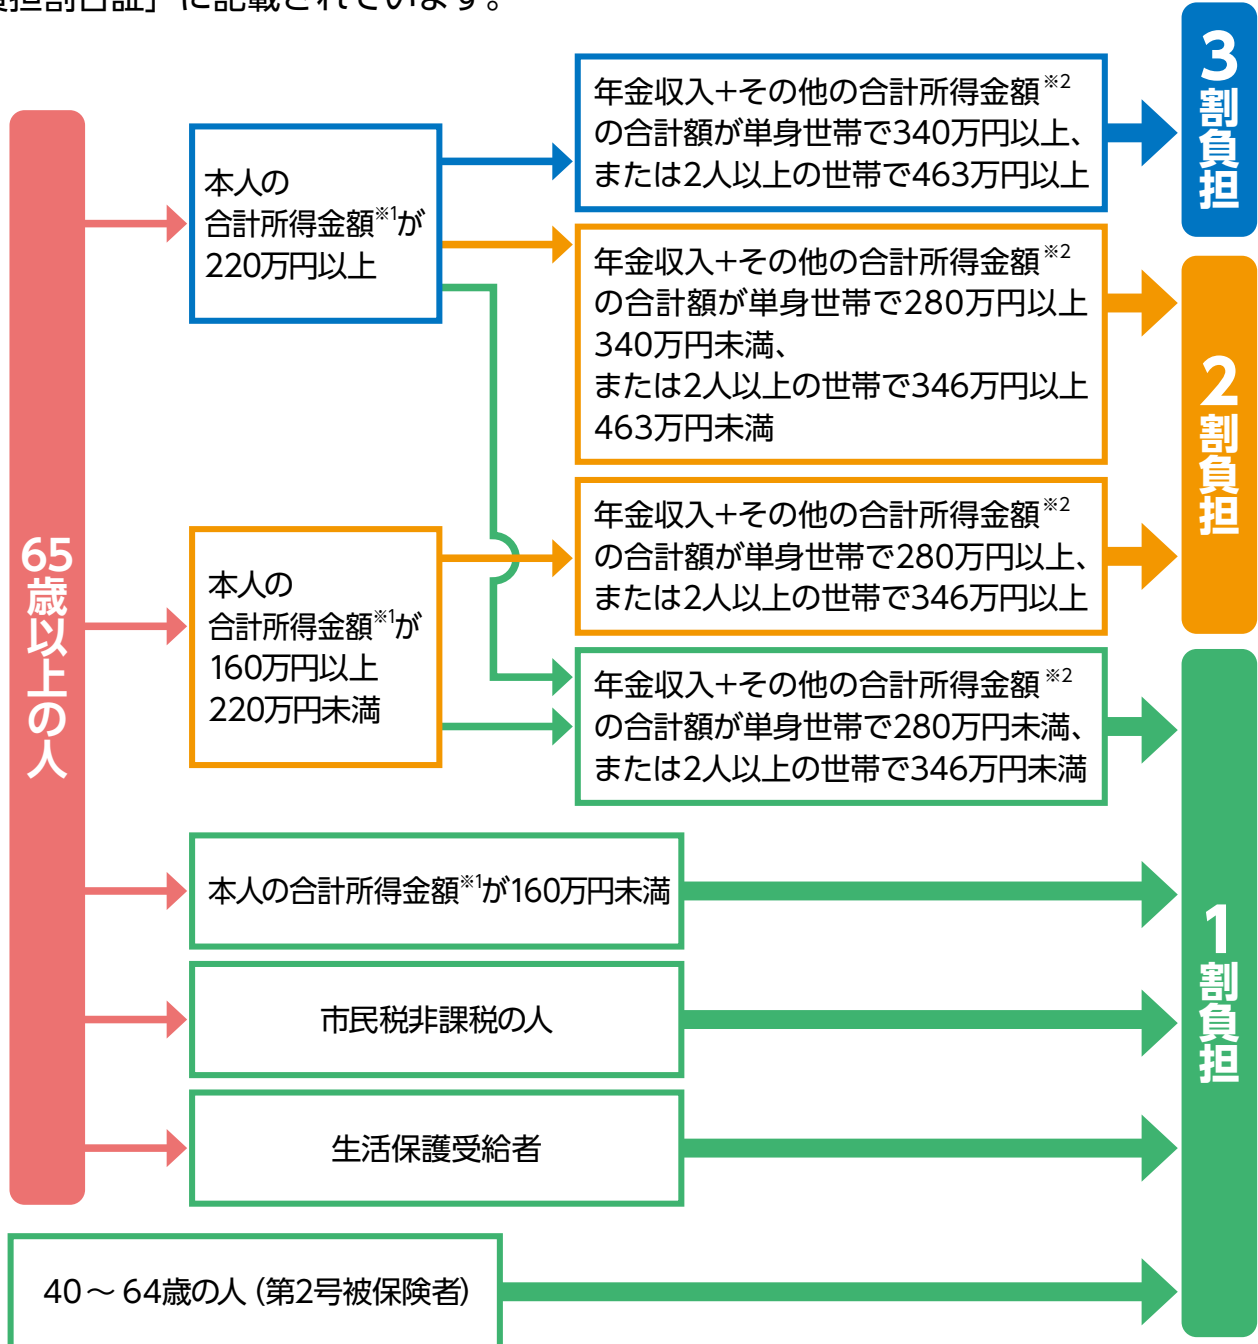 負担割合証」に記載されています。
65歳以上の人
本人の
合計所得金額※1が
220万円以上
年金収入+その他の合計所得金額※2
の合計額が単身世帯で340万円以上、
または2人以上の世帯で463万円以上
3割負担
年金収入+その他の合計所得金額※2
の合計額が単身世帯で280万円以上
340万円未満、
または2人以上の世帯で346万円以上
463万円未満
2割負担
本人の
合計所得金額※1が
160万円以上
220万円未満
年金収入+その他の合計所得金額※2
の合計額が単身世帯で280万円以上、
または2人以上の世帯で346万円以上
年金収入+その他の合計所得金額※2
の合計額が単身世帯で280万円未満、
または2人以上の世帯で346万円未満
1割負担
本人の合計所得金額※1が160万円未満
市民税非課税の人
生活保護受給者
40～64歳の人（第2号被保険者）